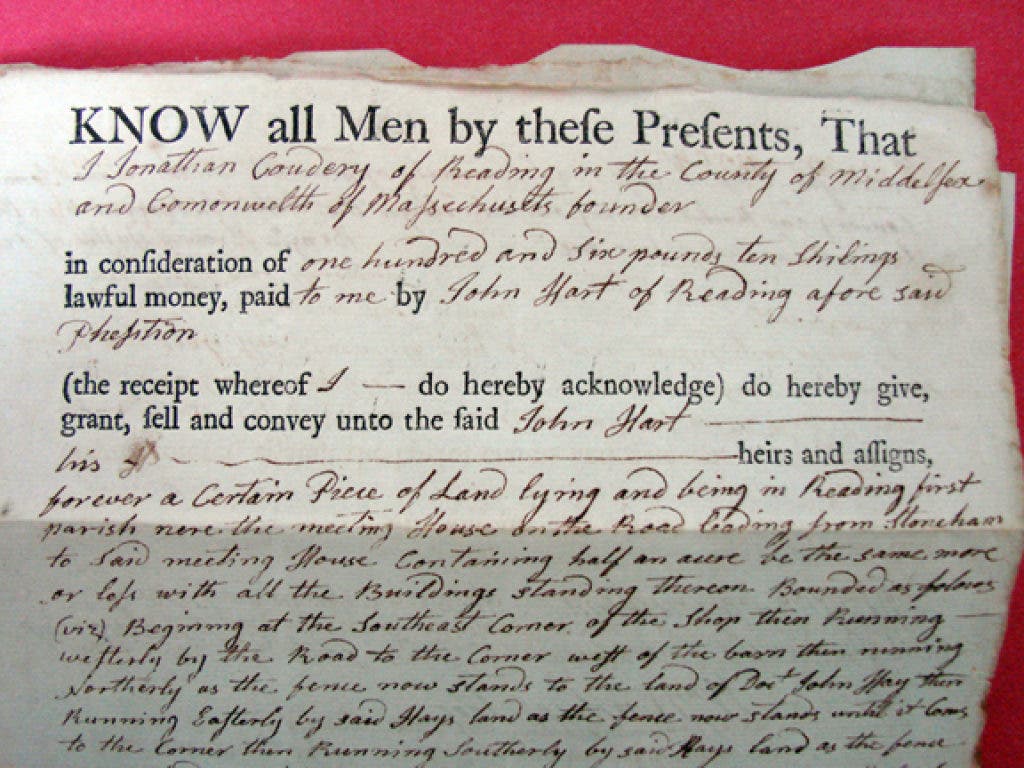 KNOW all Men by theſe Preſents, That
I Jonathan Coudery of Reading in the County of Middelſex
and Comonwelth of Maſsechusets founder
in conſideration of one hundred and Six pounds ten Shilings
lawful money, paid to me by John Hart of Reading afore said
Pheſition
(the receipt whereof I — do hereby acknowledge) do hereby give,
grant, ſell and convey unto the ſaid John Hart
his heirs and aſſigns,
forever a Certain Piece of Land lying and being in Reading first
parish nere the meeting House on the Road leading from Stoneham
to Said meeting House Containing half an acre be the same more
or leſs with all the Buildings standing thereon Bounded as folows
(viz) Begining at the Southeast Corner of the Shop then Running
weſterly by the Road to the Corner weſt of the barn then running
Northerly as the fence now stands to the land of Doct John Hay then
Running Eaſterly by said Hays land as the fence now stands until it Coms
to the Corner then Running Southerly by said Hays land as the fence